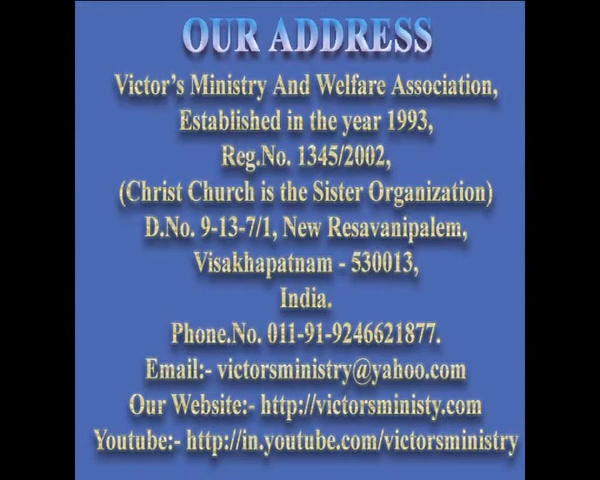 OUR ADDRESS
Victor's Ministry And Welfare Association,
Established in the year 1993,
Reg.No. 1345/2002,
(Christ Church is the Sister Organization)
D.No. 9-13-7/1, New Resavanipalem,
Visakhapatnam - 530013,
India.
Phone.No. 011-91-9246621877.
Email:- victorsministry@yahoo.com
Our Website:- http://victorsministy.com
Youtube:- http://in.youtube.com/victorsministry